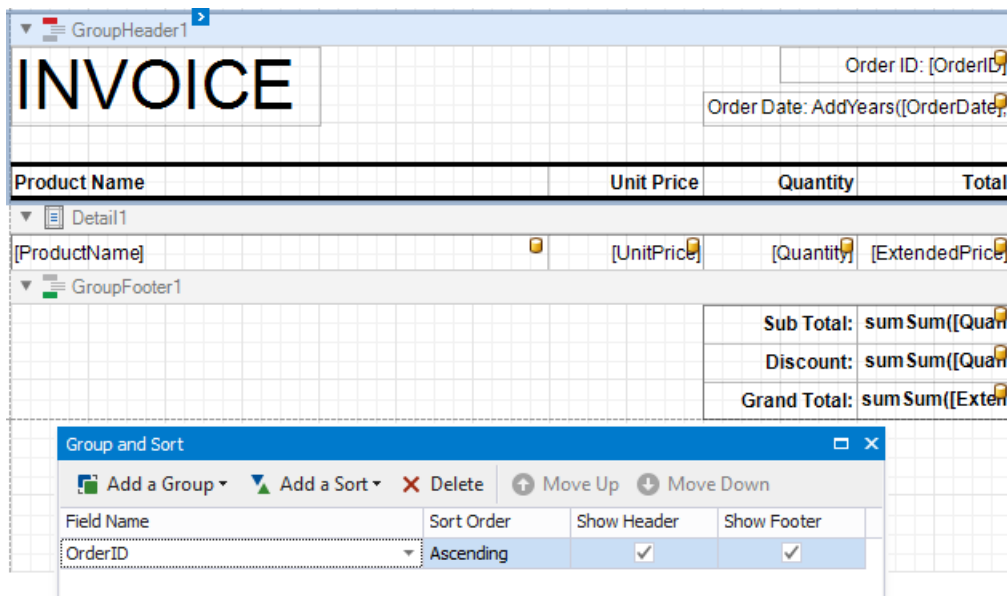 GroupHeader1
INVOICE
Order ID: [OrderID]
Order Date: AddYears([OrderDate],
Product Name Unit Price Quantity Total
Detail1
[ProductName] [UnitPrice] [Quantity] [ExtendedPrice]
GroupFooter1
Sub Total: sumSum([Quan
Discount: sumSum([Quan
Grand Total: sumSum([Exten
Group and Sort
Add a Group Add a Sort Delete Move Up Move Down
Field Name Sort Order Show Header Show Footer
OrderID Ascending